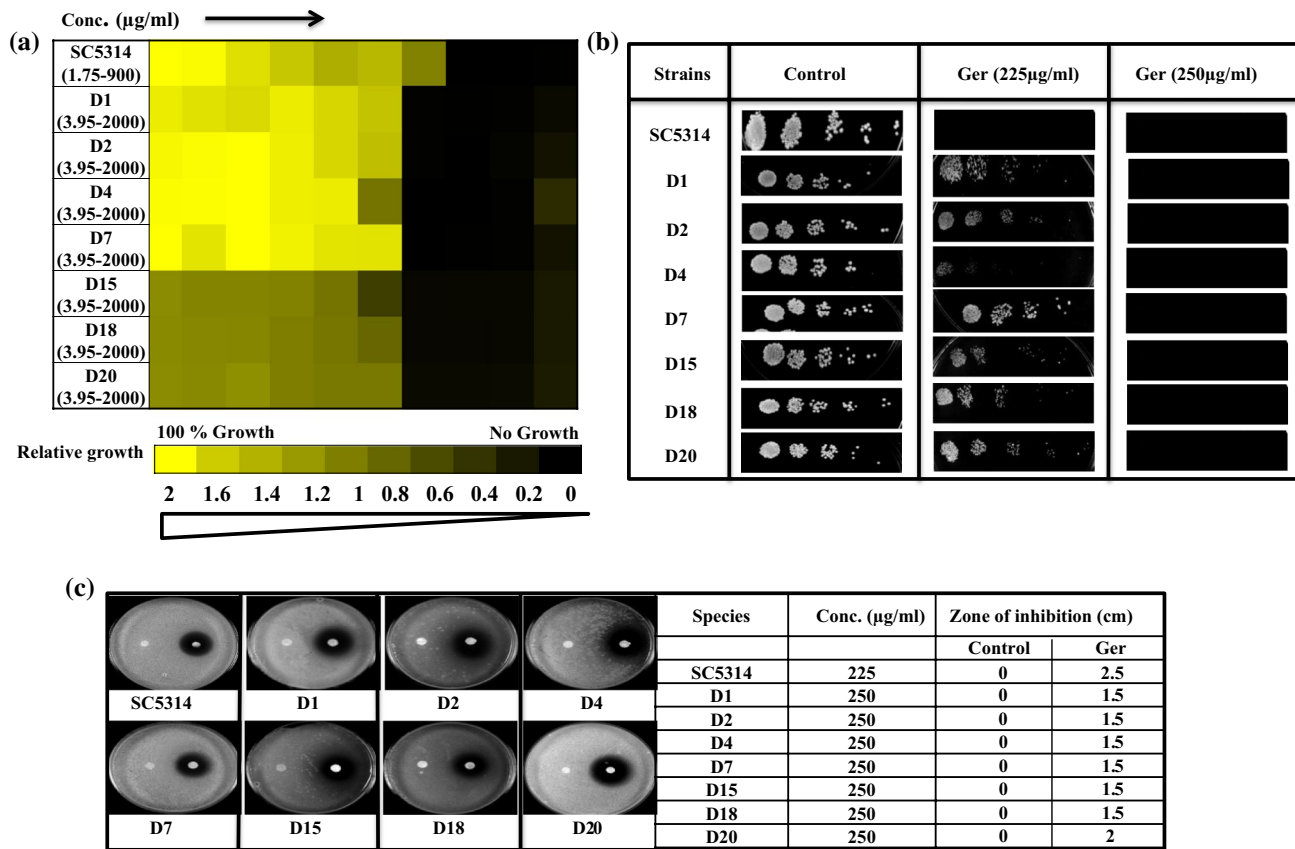 Conc. (µg/ml)
(a)
SC5314
(1.75-900)
D1
(3.95-2000)
D2
(3.95-2000)
D4
(3.95-2000)
D7
(3.95-2000)
D15
(3.95-2000)
D18
(3.95-2000)
D20
(3.95-2000)
100 % Growth No Growth
Relative growth
2 1.6 1.4 1.2 1 0.8 0.6 0.4 0.2 0
(b)
Strains Control Ger (225µg/ml) Ger (250µg/ml)
SC5314
D1
D2
D4
D7
D15
D18
D20
(c)
SC5314 D1 D2 D4
D7 D15 D18 D20
Species Conc. (µg/ml) Zone of inhibition (cm)
Control Ger
SC5314 225 0 2.5
D1 250 0 1.5
D2 250 0 1.5
D4 250 0 1.5
D7 250 0 1.5
D15 250 0 1.5
D18 250 0 1.5
D20 250 0 2